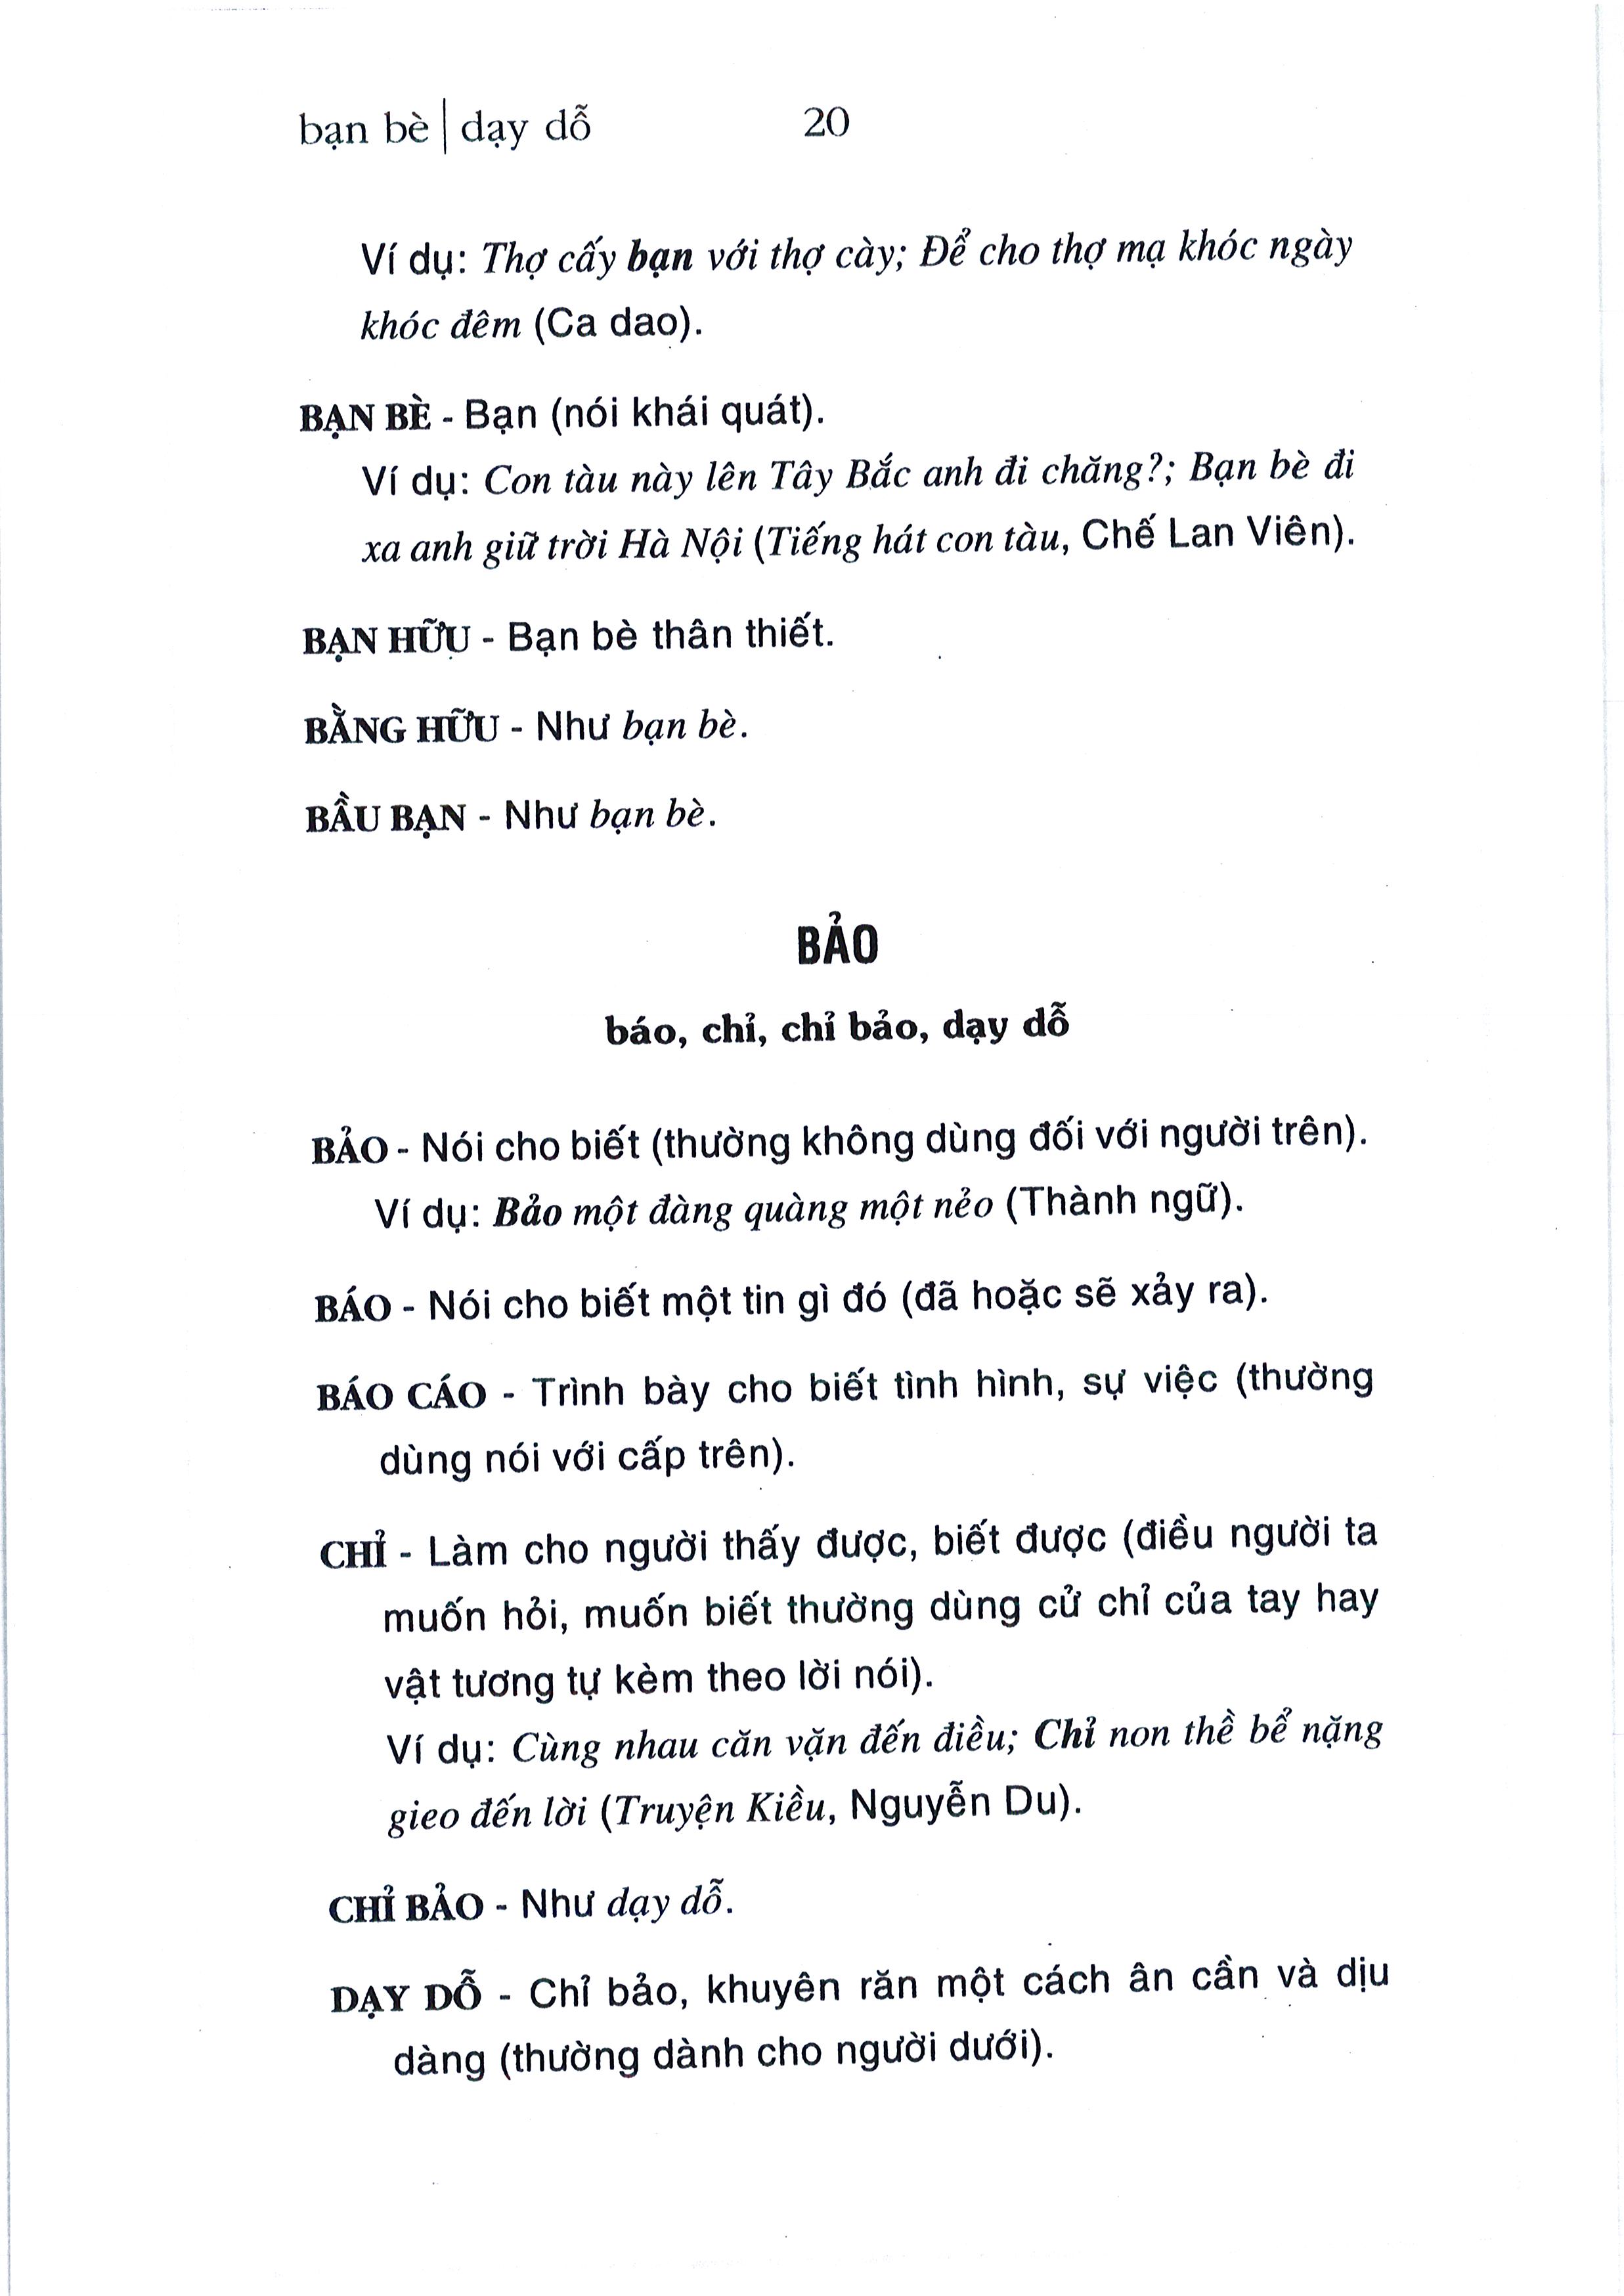 bạn bè | dạy dỗ 20
Ví dụ: Thợ cấy bạn với thợ cày; Để cho thợ mạ khóc ngày
khóc đêm (Ca dao).
BẠN BÈ - Bạn (nói khái quát).
Ví dụ: Con tàu này lên Tây Bắc anh đi chăng?; Bạn bè đi
xa anh giữ trời Hà Nội (Tiếng hát con tàu, Chế Lan Viên).
BẠN HỮU - Bạn bè thân thiết.
BẰNG HỮU - Như bạn bè.
BẦU BẠN - Như bạn bè.
BẢO
báo, chỉ, chỉ bảo, dạy dỗ
BẢO - Nói cho biết (thường không dùng đối với người trên).
Ví dụ: Bảo một đàng quàng một nẻo (Thành ngữ).
BÁO - Nói cho biết một tin gì đó (đã hoặc sẽ xảy ra).
BÁO CÁO - Trình bày cho biết tình hình, sự việc (thường
dùng nói với cấp trên).
CHỈ - Làm cho người thấy được, biết được (điều người ta
muốn hỏi, muốn biết thường dùng cử chỉ của tay hay
vật tương tự kèm theo lời nói).
Ví dụ: Cùng nhau căn vặn đến điều; Chỉ non thề bể nặng
gieo đến lời (Truyện Kiều, Nguyễn Du).
CHỈ BẢO - Như dạy dỗ.
DẠY DỖ - Chỉ bảo, khuyên răn một cách ân cần và dịu
dàng (thường dành cho người dưới).